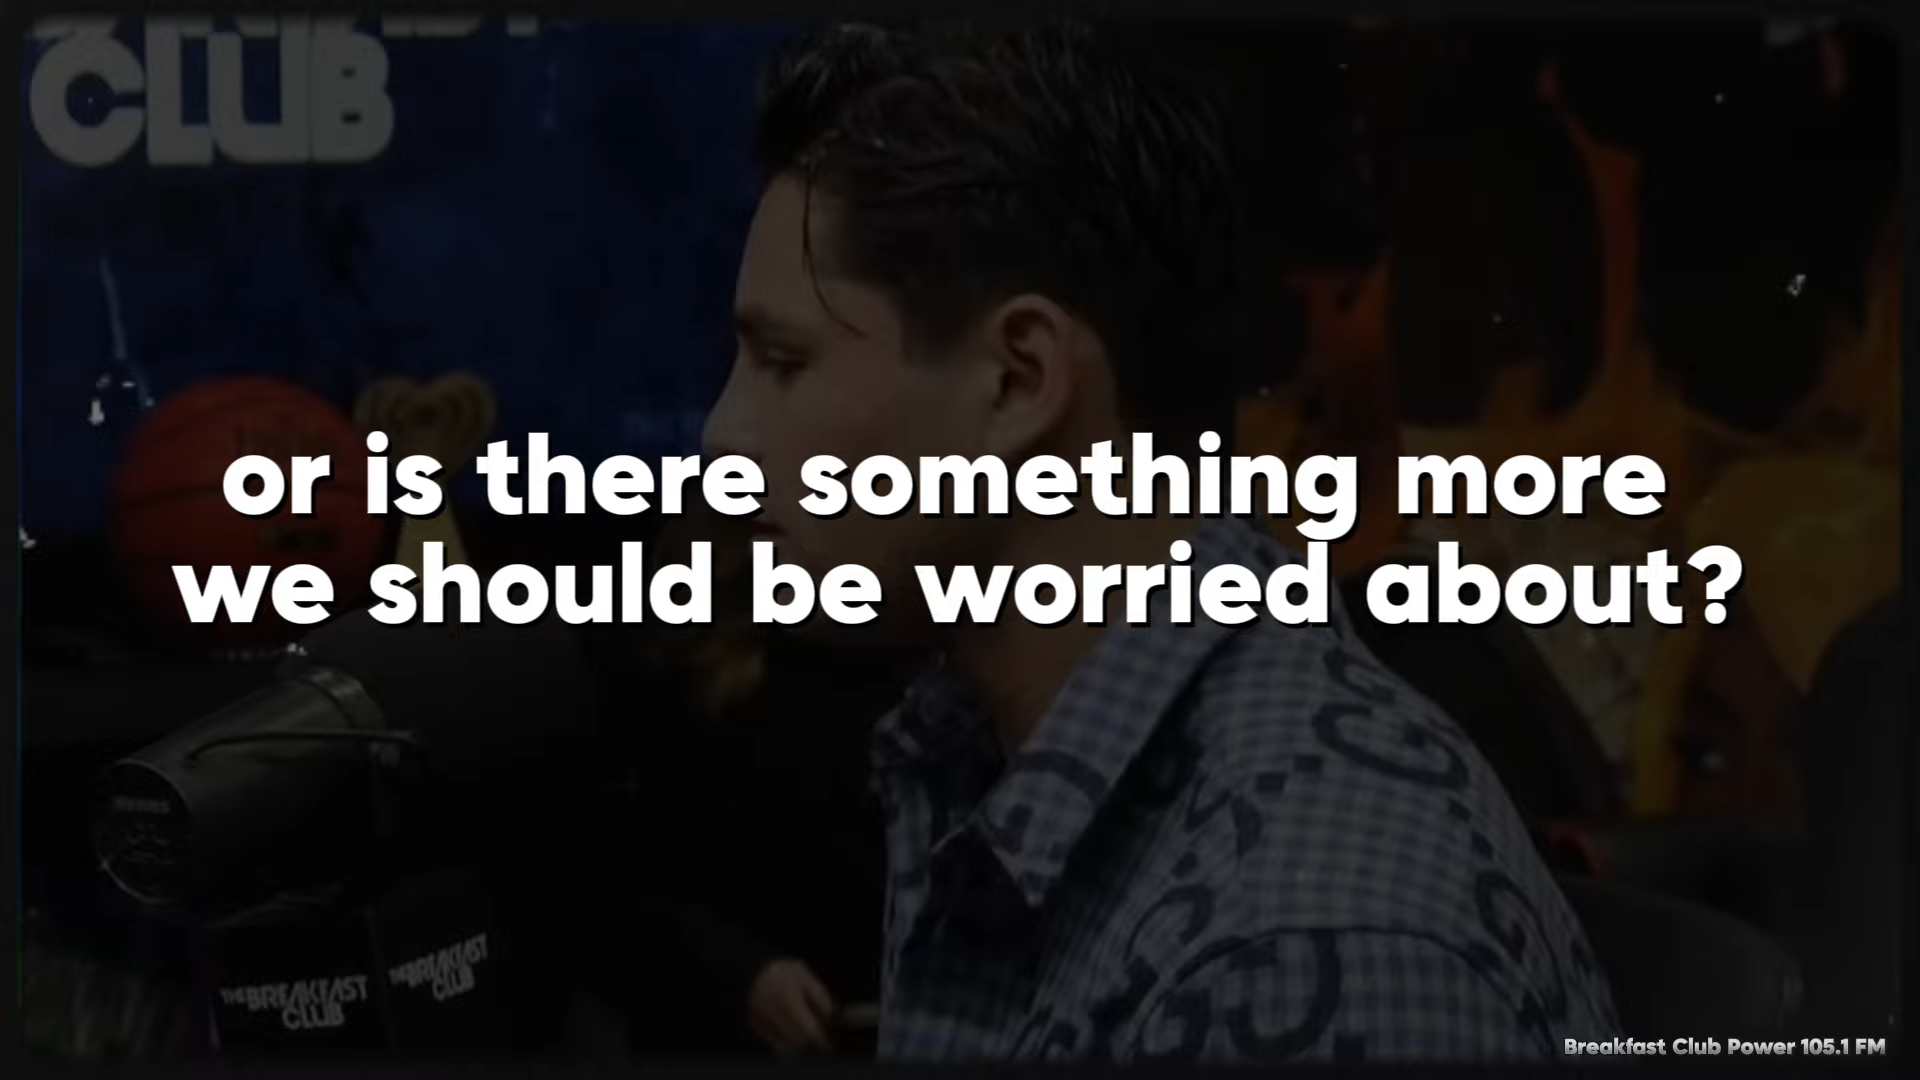 CLUB
or is there something more
we should be worried about?
THE BREAKFAST
CLUB
THE BREAKFAST
CLUB
Breakfast Club Power 105.1 FM